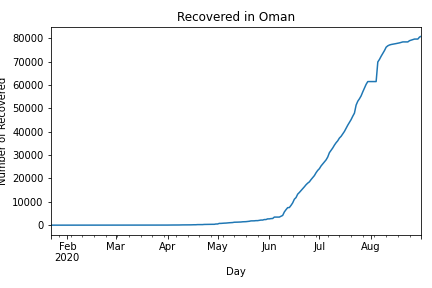 Recovered in Oman
Number of Recovered
80000
70000
60000
50000
40000
30000
20000
10000
0
Feb
2020
Mar
Apr
May
Jun
Jul
Aug
Day